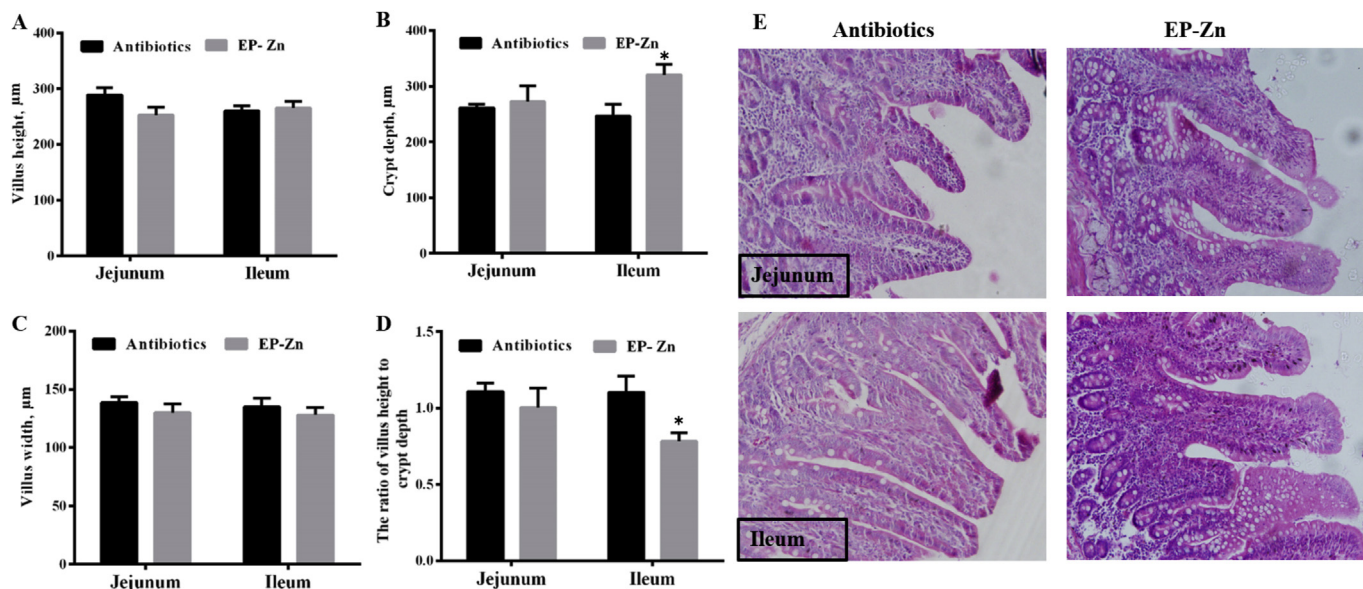 A
Antibiotics EP- Zn
Villus height, μm
400
300
200
100
0
Jejunum Ileum
B
Antibiotics EP-Zn
Crypt depth, μm
400
300
200
100
0
*
Jejunum Ileum
C
Antibiotics EP-Zn
Villus width, μm
200
150
100
50
0
Jejunum Ileum
D
Antibiotics EP- Zn
The ratio of villus height to
crypt depth
1.5
1.0
0.5
0.0
*
Jejunum Ileum
E
Antibiotics EP-Zn
Jejunum
Ileum